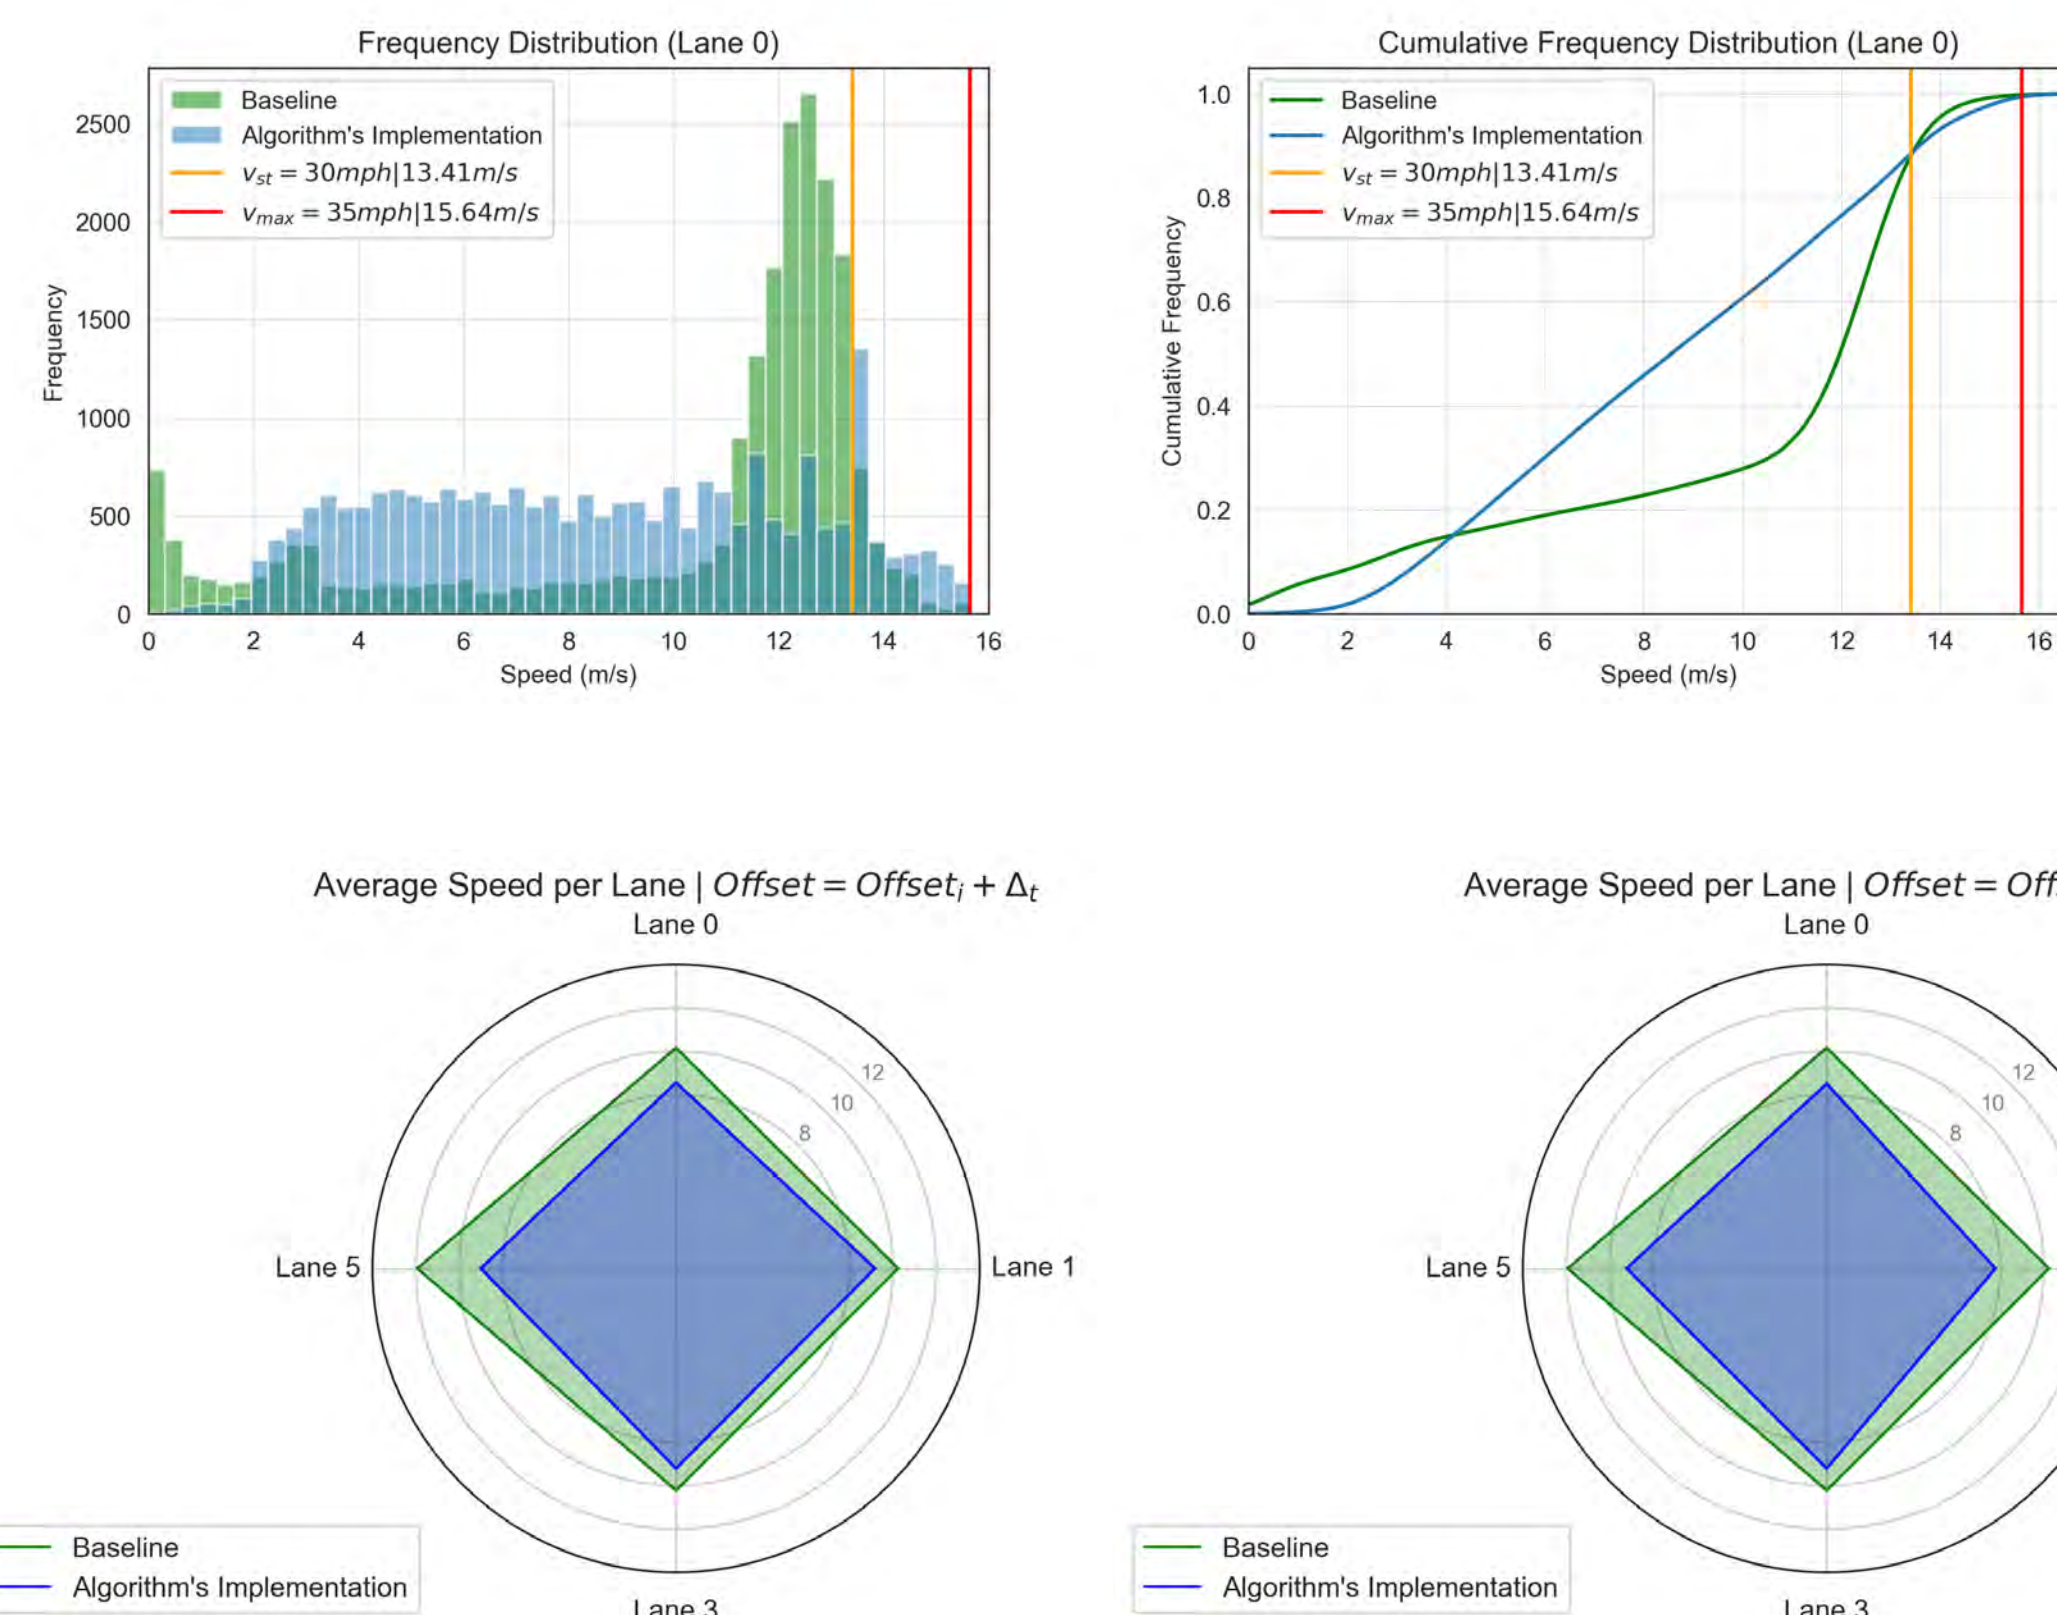 Frequency Distribution (Lane 0)
Baseline
Algorithm's Implementation
v_st = 30mph|13.41m/s
v_max = 35mph|15.64m/s
2500
2000
1500
1000
500
0
Frequency
0 2 4 6 8 10 12 14 16
Speed (m/s)
Cumulative Frequency Distribution (Lane 0)
Baseline
Algorithm's Implementation
v_st = 30mph|13.41m/s
v_max = 35mph|15.64m/s
1.0
0.8
0.6
0.4
0.2
0.0
Cumulative Frequency
0 2 4 6 8 10 12 14 16
Speed (m/s)
Average Speed per Lane | Offset = Offset_i + Δ_t
Lane 0
12
10
8
Lane 5
Lane 1
Lane 3
Baseline
Algorithm's Implementation
Average Speed per Lane | Offset = Off
Lane 0
12
10
8
Lane 5
Lane 3
Baseline
Algorithm's Implementation